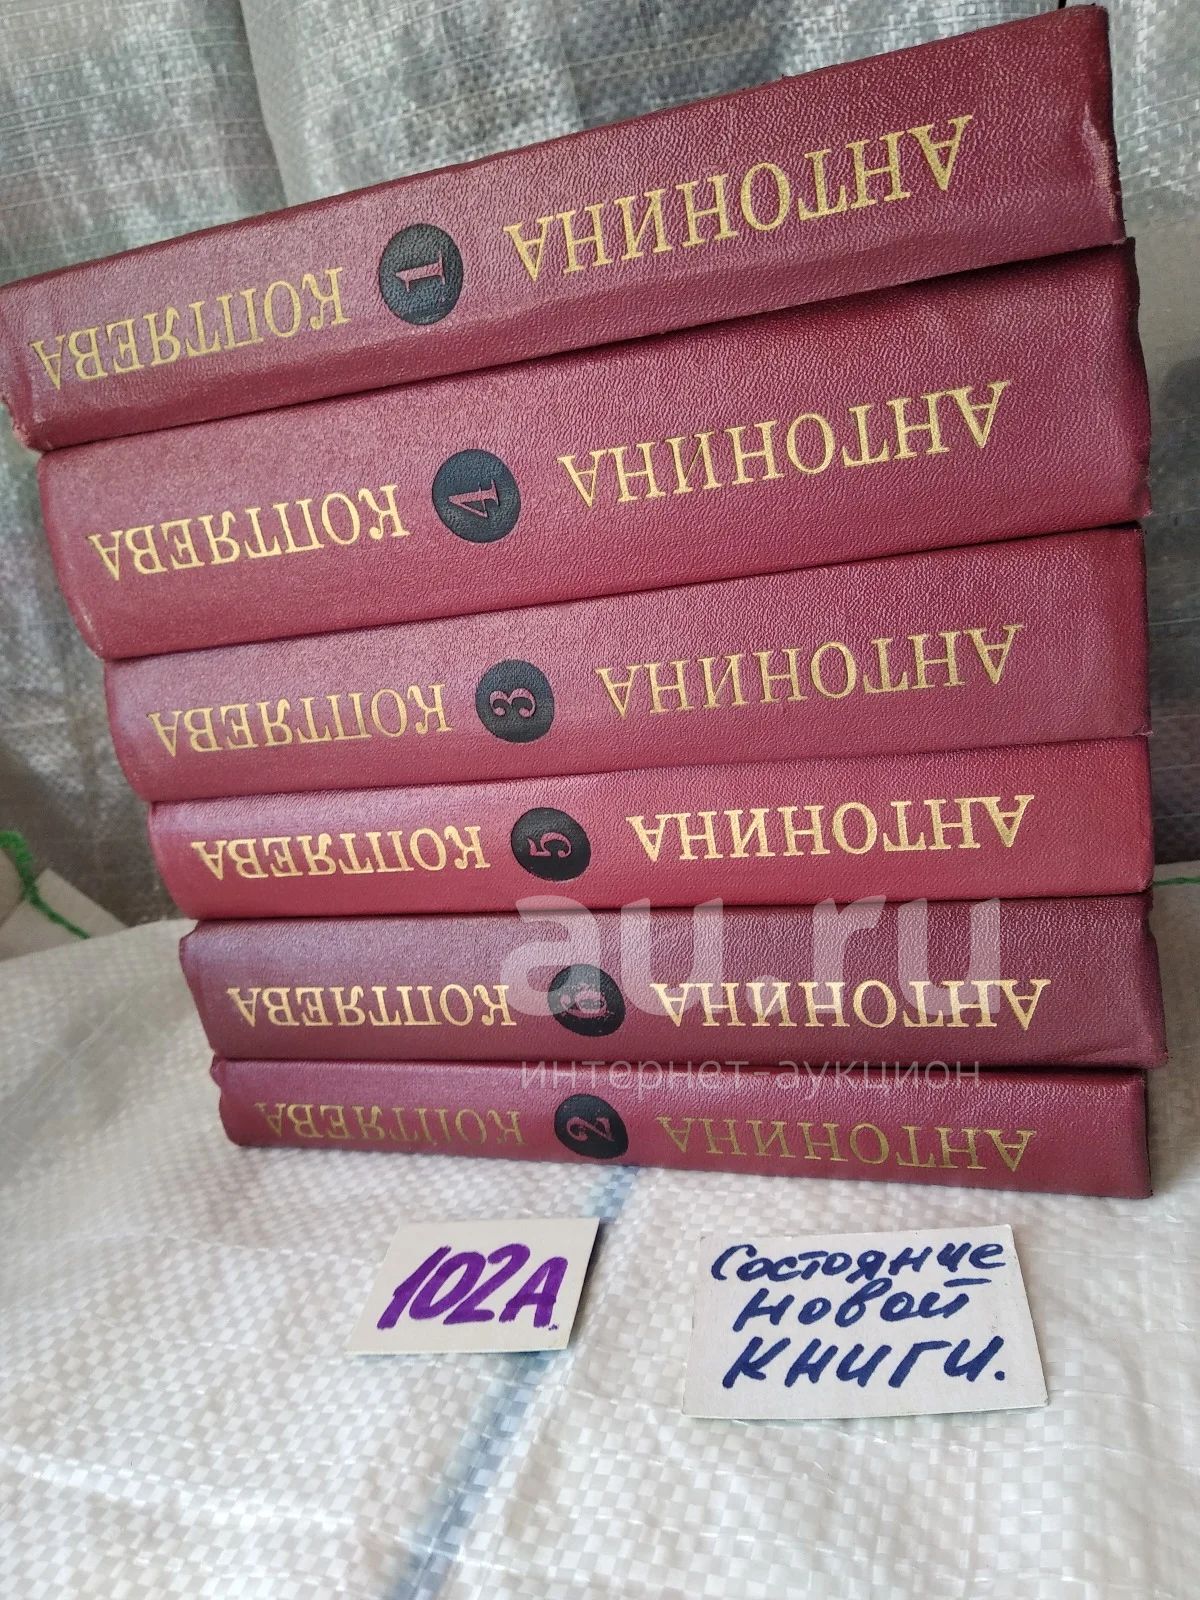 АНТОНИНА 1 КОПТЯЕВА
АНТОНИНА 4 КОПТЯЕВА
АНТОНИНА 3 КОПТЯЕВА
АНТОНИНА 5 КОПТЯЕВА
АНТОНИНА 6 КОПТЯЕВА
АНТОНИНА 2 КОПТЯЕВА
au.ru
интернет-аукцион
102А.
Состояние
новой
книги.